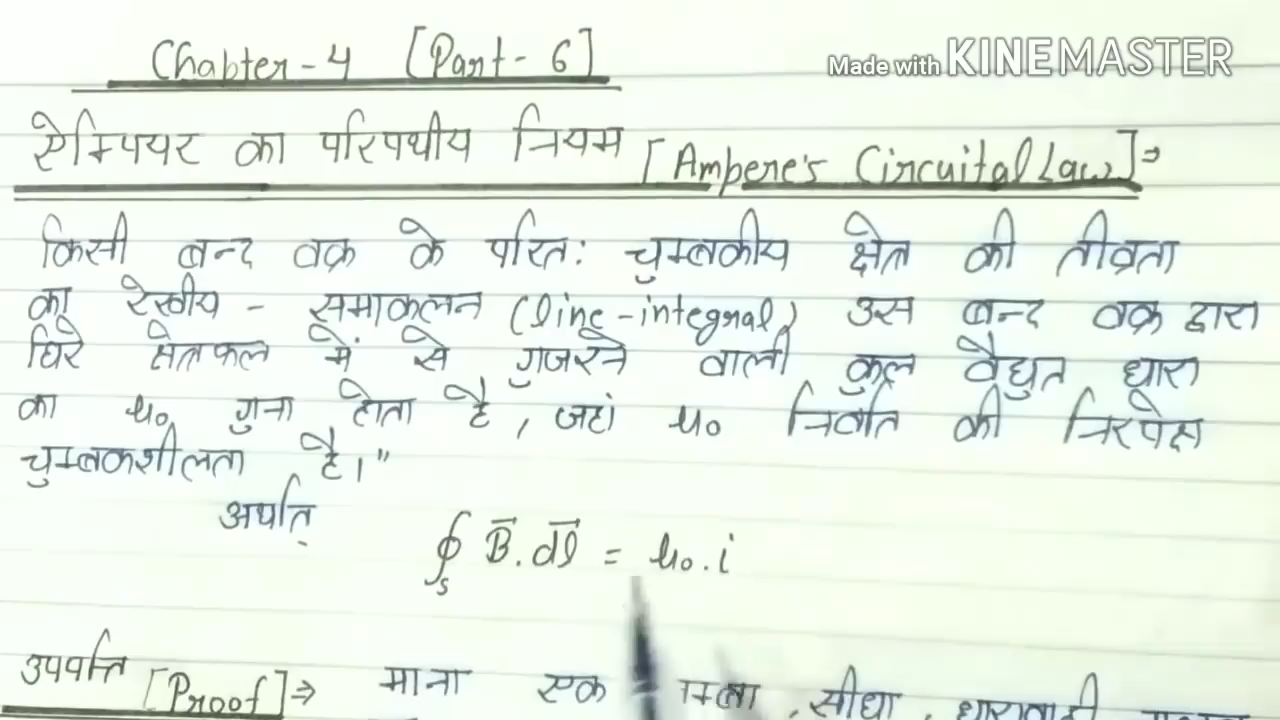 Chapter-4 [Part-6]
Made with KINEMASTER
ऐम्पियर का परिपथीय नियम [Ampere's Circuital Law]⇒
किसी बन्द वक्र के परितः चुम्बकीय क्षेत्र की तीव्रता
का रेखीय - समाकलन (line-integral) उस बन्द वक्र द्वारा
घिरे क्षेत्रफल में से गुजरने वाली कुल वैद्युत धारा
का μ₀ गुना होता है, जहां μ₀ निर्वात की निरपेक्ष
चुम्बकशीलता है।"
अर्थात्
∮s B⃗.dl⃗ = μ₀.i
उपपत्ति [Proof]⇒ माना एक सीधा, धारावाही